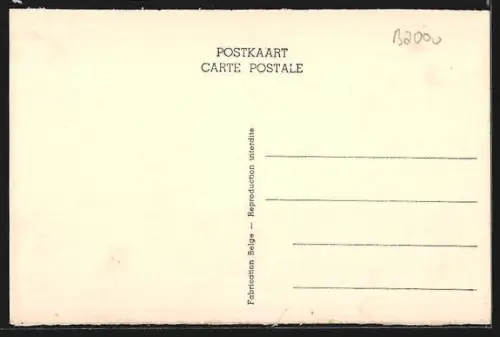 POSTKAART
CARTE POSTALE
B2000
Fabrication Belge — Reproduction interdite